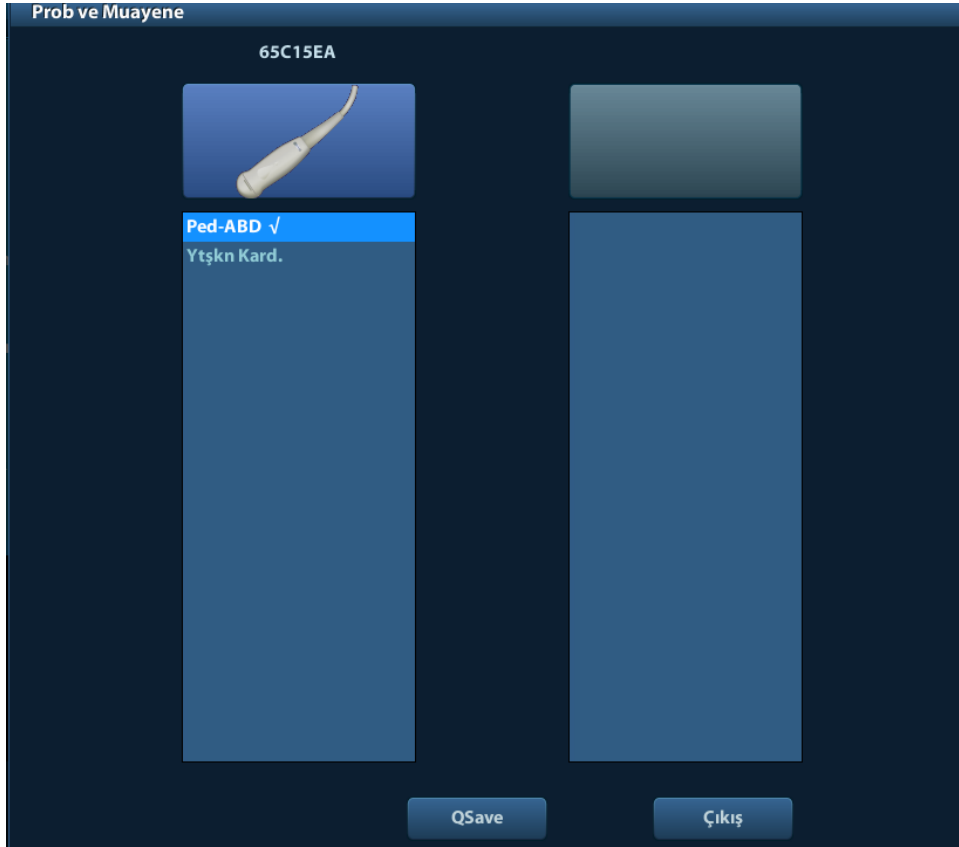 Prob ve Muayene
65C15EA
Ped-ABD √
Ytşkn Kard.
QSave
Çıkış